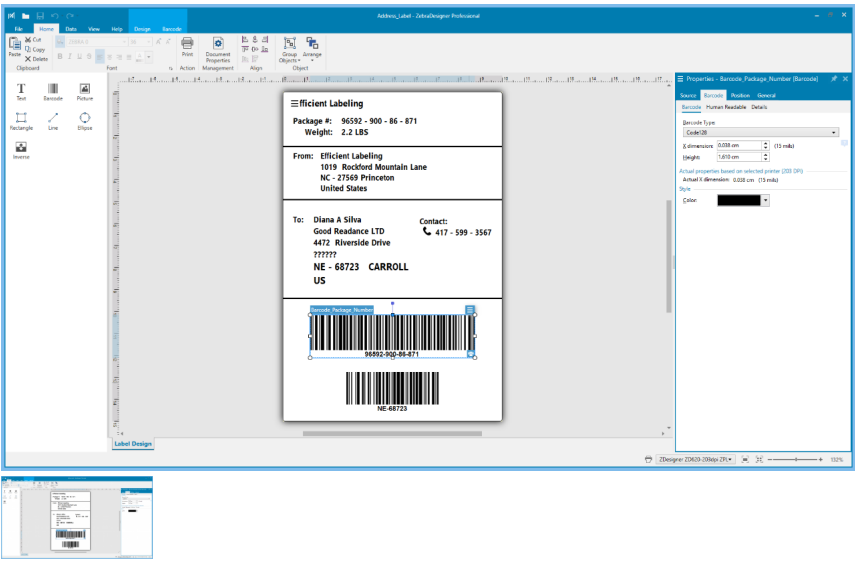 Address_Label - ZebraDesigner Professional
File Home Data View Help Design Barcode
Paste
Cut
Copy
Delete
Clipboard
B I U
Font
Print
Action
Document Properties
Management
Align
Group Objects
Arrange
Object
Text Barcode Picture
Rectangle Line Ellipse
Inverse
Efficient Labeling
Package #: 96592 - 900 - 86 - 871
Weight: 2.2 LBS
From: Efficient Labeling
1019 Rockford Mountain Lane
NC - 27569 Princeton
United States
To: Diana A Silva
Good Readance LTD
4472 Riverside Drive
??????
NE - 68723 CARROLL
US
Contact:
417 - 599 - 3567
Barcode_Package_Number
96592-900-86-871
NE-68723
Label Design
Properties - Barcode_Package_Number [Barcode]
Source Barcode Position General
Barcode Human Readable Details
Barcode Type
Code128
X dimension: 0.038 cm (15 mils)
Height: 1.610 cm
Actual properties based on selected printer (203 DPI)
Actual X dimension: 0.038 cm (15 mils)
Style
Color:
ZDesigner ZD620-203dpi ZPL
132%